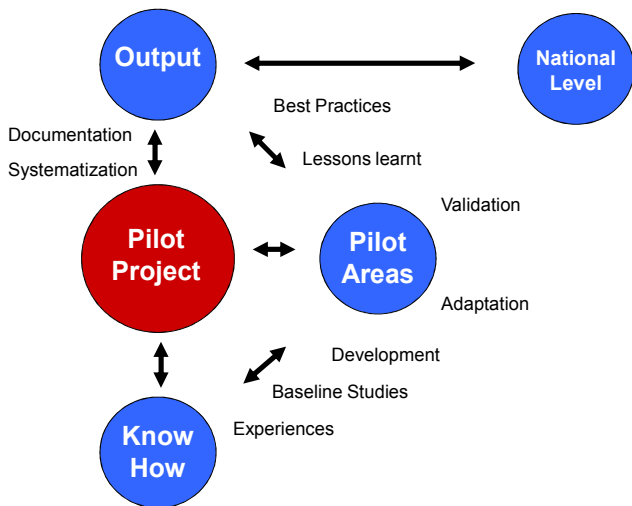 Output
National
Level
Best Practices
Documentation
Lessons learnt
Systematization
Validation
Pilot
Project
Pilot
Areas
Adaptation
Development
Baseline Studies
Experiences
Know
How